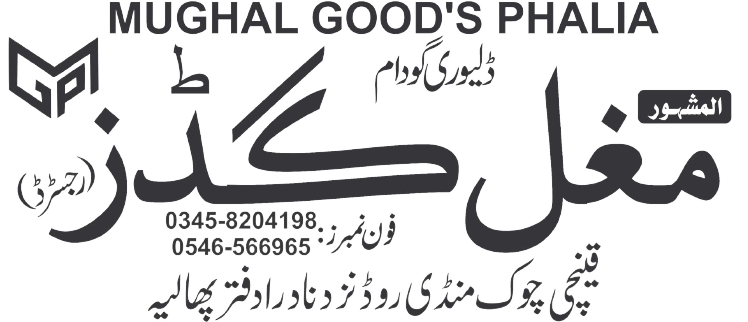 MUGHAL GOOD'S PHALIA
MGP
ڈلیوری گودام
المشہور
مغل گڈز
(رجسٹرڈ)
فون نمبرز: 0345-8204198
0546-566965
قینچی چوک منڈی روڈ نزد نادرا دفتر پھالیہ